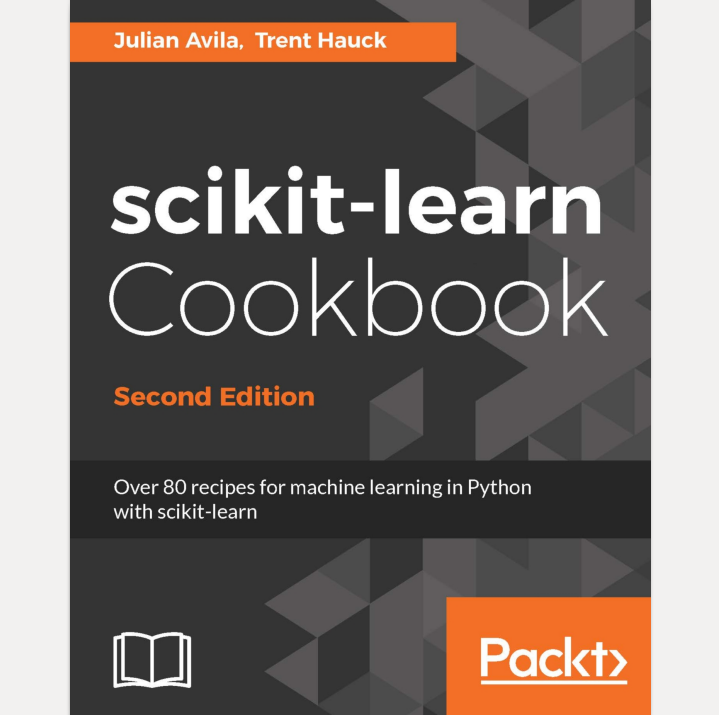 Julian Avila, Trent Hauck
scikit-learn
Cookbook
Second Edition
Over 80 recipes for machine learning in Python
with scikit-learn
Packt>